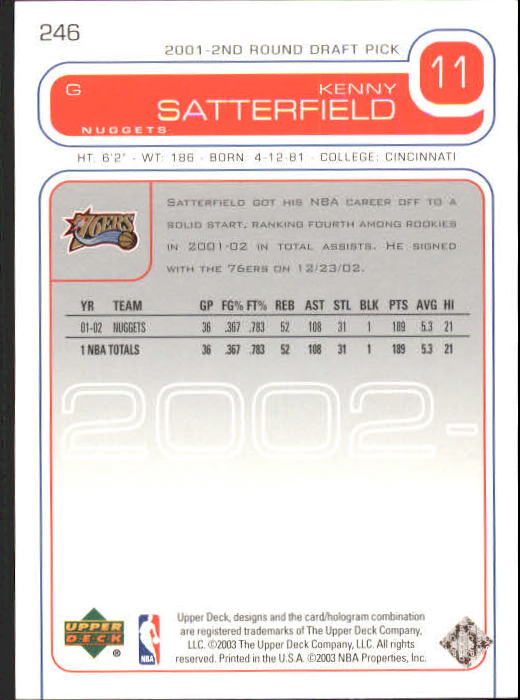 246
2001-2ND ROUND DRAFT PICK
11
G
KENNY
SATTERFIELD
NUGGETS
HT: 6'2" - WT: 186 - BORN: 4-12-81 - COLLEGE: CINCINNATI
76ERS
SATTERFIELD GOT HIS NBA CAREER OFF TO A
SOLID START, RANKING FOURTH AMONG ROOKIES
IN 2001-02 IN TOTAL ASSISTS. HE SIGNED
WITH THE 76ERS ON 12/23/02.
YR TEAM GP FG% FT% REB AST STL BLK PTS AVG HI
01-02 NUGGETS 36 .367 .783 52 108 31 1 189 5.3 21
1 NBA TOTALS 36 .367 .783 52 108 31 1 189 5.3 21
2002-
UPPER DECK ®
NBA
Upper Deck, designs and the card/hologram combination
are registered trademarks of The Upper Deck Company,
LLC. ©2003 The Upper Deck Company, LLC. All rights
reserved. Printed in the U.S.A. ©2003 NBA Properties, Inc.